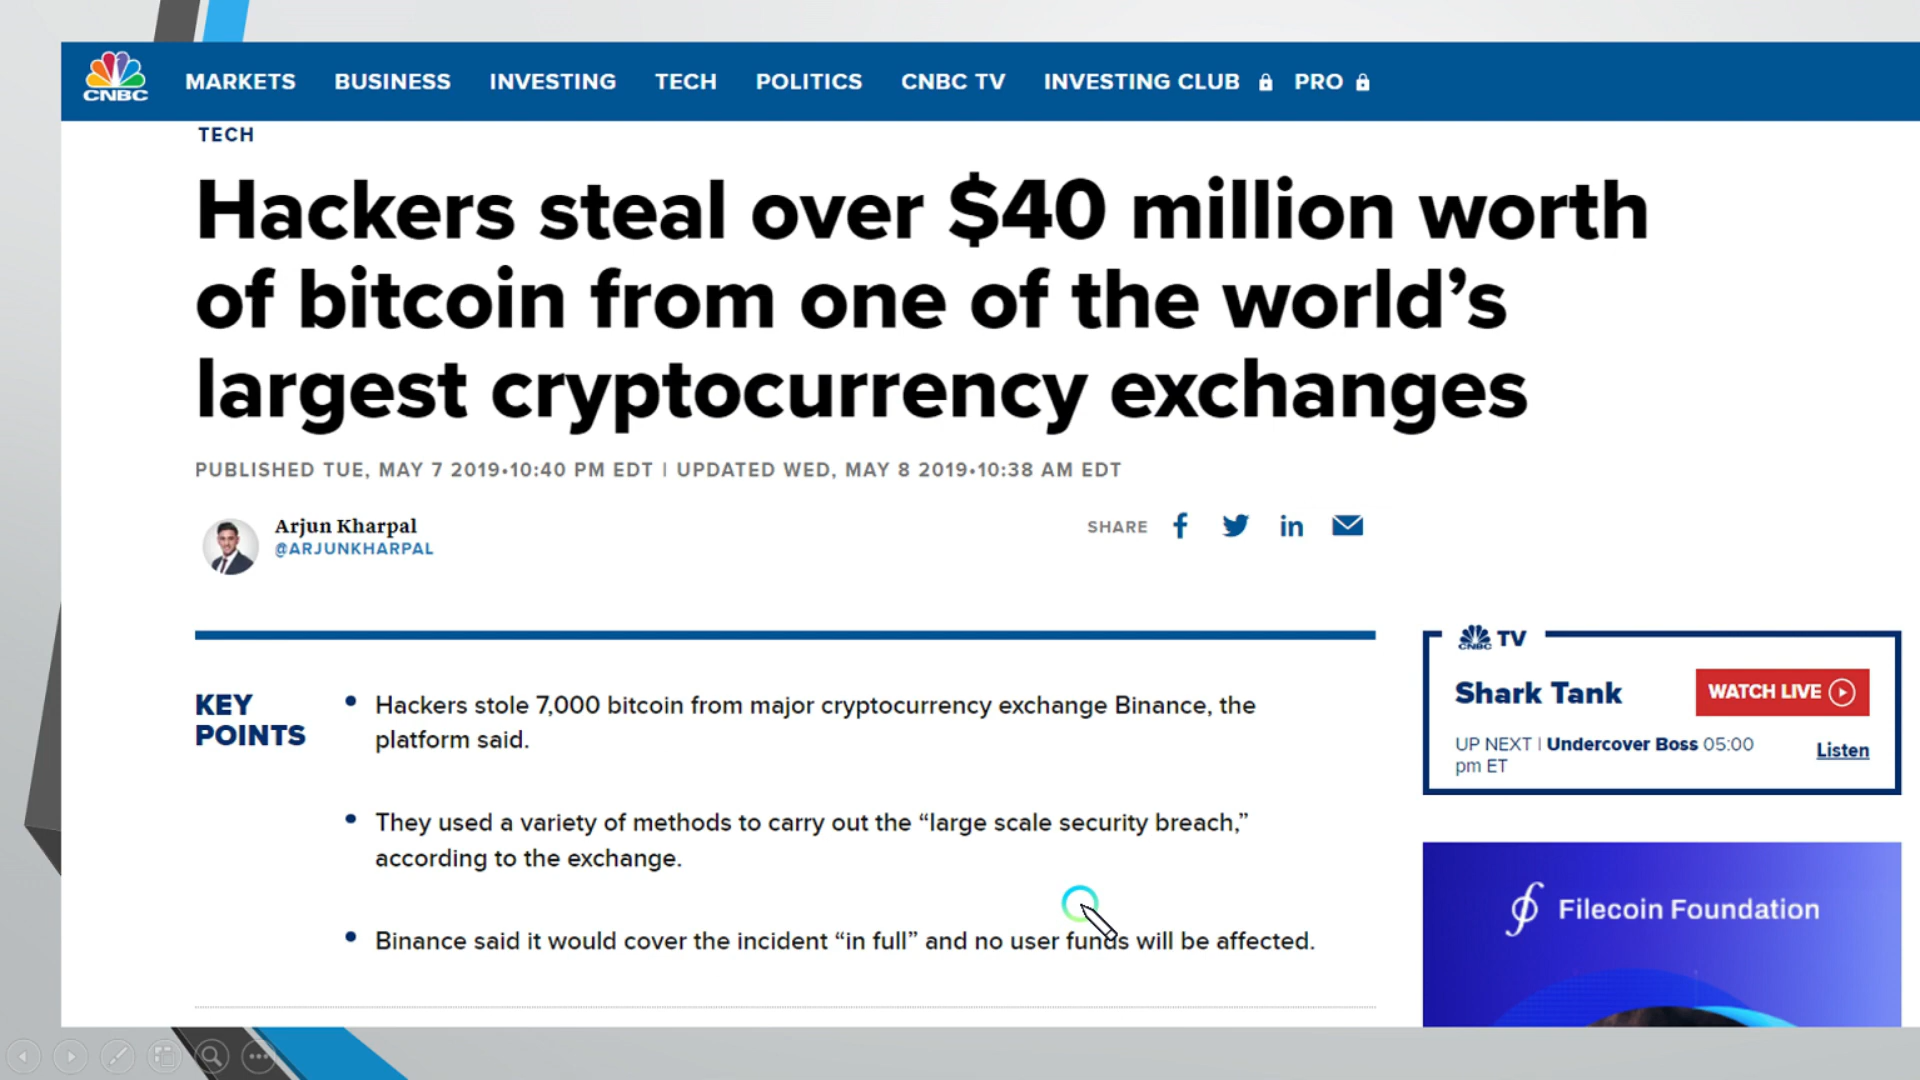 CNBC
MARKETS BUSINESS INVESTING TECH POLITICS CNBC TV INVESTING CLUB PRO
TECH
Hackers steal over $40 million worth
of bitcoin from one of the world’s
largest cryptocurrency exchanges
PUBLISHED TUE, MAY 7 2019•10:40 PM EDT | UPDATED WED, MAY 8 2019•10:38 AM EDT
Arjun Kharpal
@ARJUNKHARPAL
SHARE
KEY
POINTS
• Hackers stole 7,000 bitcoin from major cryptocurrency exchange Binance, the
platform said.
• They used a variety of methods to carry out the “large scale security breach,”
according to the exchange.
• Binance said it would cover the incident “in full” and no user funds will be affected.
CNBC TV
Shark Tank
WATCH LIVE
UP NEXT | Undercover Boss 05:00
pm ET
Listen
Filecoin Foundation